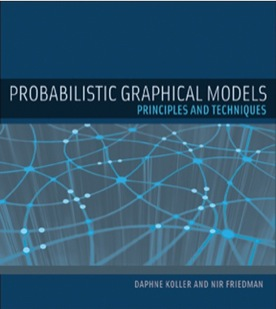 PROBABILISTIC GRAPHICAL MODELS
PRINCIPLES AND TECHNIQUES
DAPHNE KOLLER AND NIR FRIEDMAN